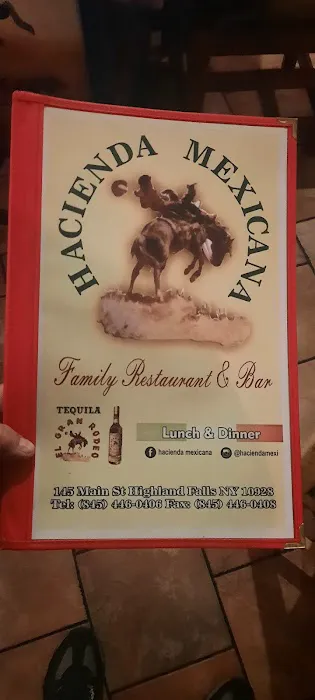 HACIENDA MEXICANA
Family Restaurant & Bar
TEQUILA
EL GRAN RODEO
Lunch & Dinner
hacienda mexicana
@haciendamexi
145 Main St Highland Falls NY 10928
Tel: (845) 446-0406 Fax: (845) 446-0408